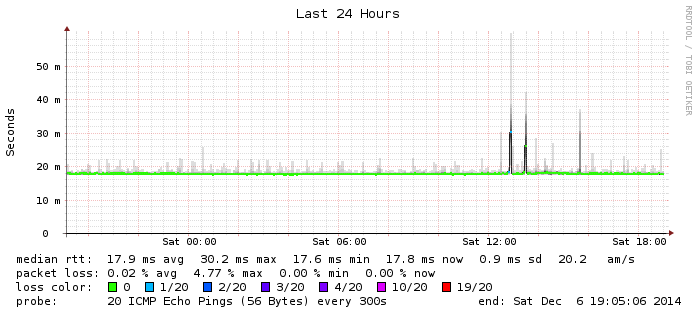 Last 24 Hours
RRDTOOL / TOBI OETIKER
Seconds
50 m
40 m
30 m
20 m
10 m
0
Sat 00:00 Sat 06:00 Sat 12:00 Sat 18:00
median rtt: 17.9 ms avg 30.2 ms max 17.6 ms min 17.8 ms now 0.9 ms sd 20.2 am/s
packet loss: 0.02 % avg 4.77 % max 0.00 % min 0.00 % now
loss color: 0 1/20 2/20 3/20 4/20 10/20 19/20
probe: 20 ICMP Echo Pings (56 Bytes) every 300s end: Sat Dec 6 19:05:06 2014